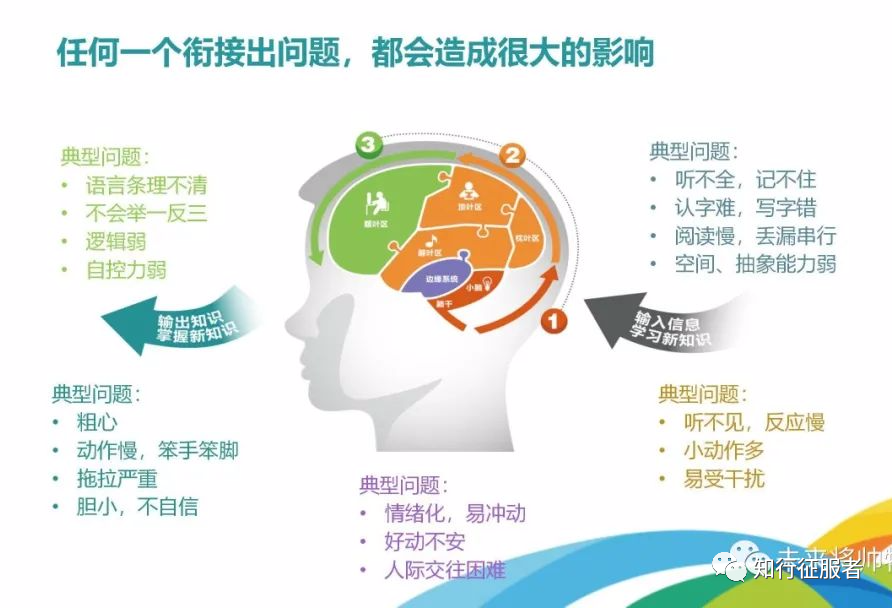 任何一个衔接出问题，都会造成很大的影响
典型问题：
• 语言条理不清
• 不会举一反三
• 逻辑弱
• 自控力弱
输出知识
掌握新知识
典型问题：
• 粗心
• 动作慢，笨手笨脚
• 拖拉严重
• 胆小，不自信
3
2
1
额叶区
顶叶区
枕叶区
颞叶区
边缘系统
小脑
脑干
典型问题：
• 听不全，记不住
• 认字难，写字错
• 阅读慢，丢漏串行
• 空间、抽象能力弱
输入信息
学习新知识
典型问题：
• 听不见，反应慢
• 小动作多
• 易受干扰
典型问题：
• 情绪化，易冲动
• 好动不安
• 人际交往困难
未来将帅
知行征服者